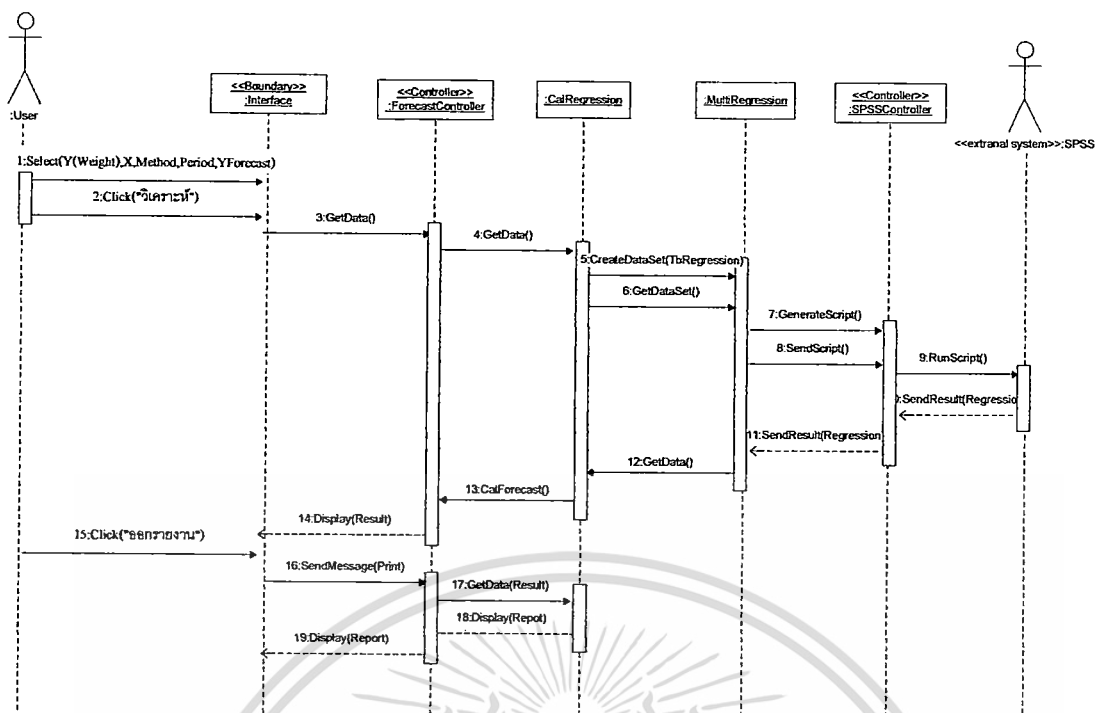 :User
<<Boundary>>
:Interface
<<Controller>>
:ForecastController
:CalRegression
:MultiRegression
<<Controller>>
:SPSSController
<<extranal system>>:SPSS
1:Select(Y(Weight),X,Method,Period,YForecast)
2:Click("วิเคราะห์")
3:GetData()
4:GetData()
5:CreateDataSet(TbRegression)
6:GetDataSet()
7:GenerateScript()
8:SendScript()
9:RunScript()
:SendResult(Regressio
11:SendResult(Regression
12:GetData()
13:CalForecast()
14:Display(Result)
15:Click("ออกรายงาน")
16:SendMessage(Print)
17:GetData(Result)
18:Display(Repot)
19:Display(Report)